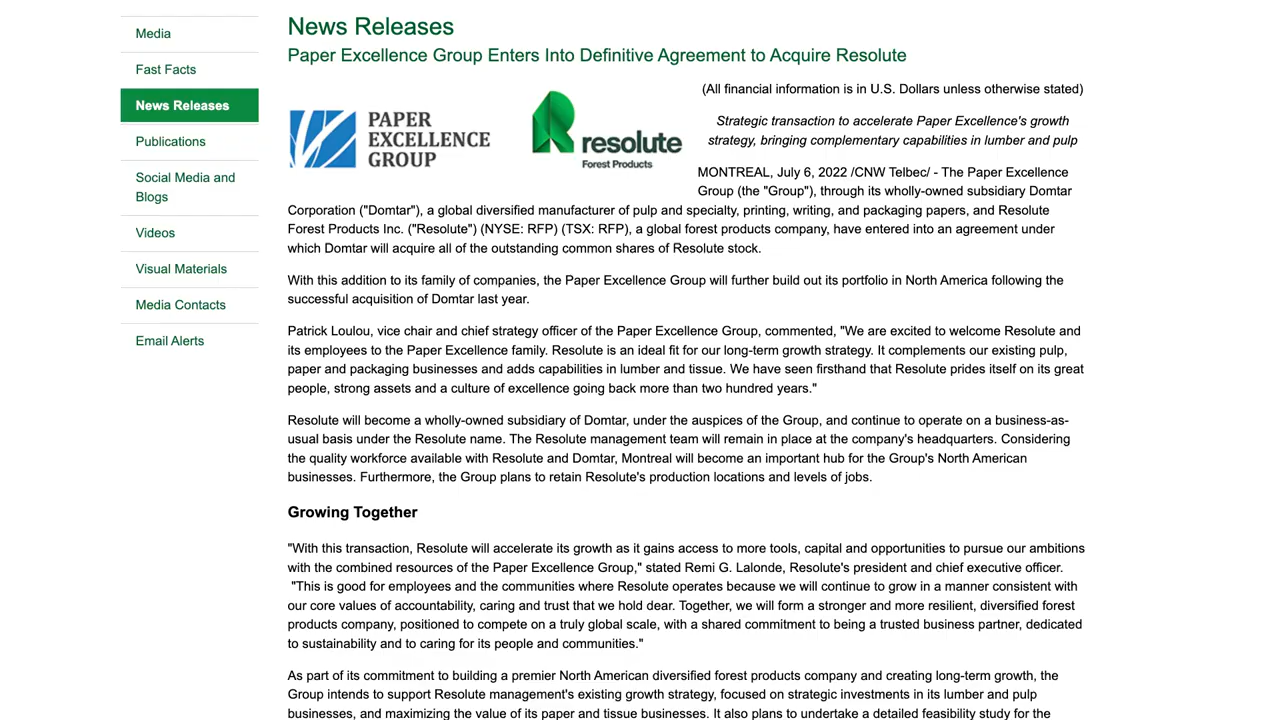 Media
Fast Facts
News Releases
Publications
Social Media and
Blogs
Videos
Visual Materials
Media Contacts
Email Alerts
News Releases
Paper Excellence Group Enters Into Definitive Agreement to Acquire Resolute
PAPER
EXCELLENCE
GROUP
resolute
Forest Products
(All financial information is in U.S. Dollars unless otherwise stated)
Strategic transaction to accelerate Paper Excellence's growth
strategy, bringing complementary capabilities in lumber and pulp
MONTREAL, July 6, 2022 /CNW Telbec/ - The Paper Excellence
Group (the "Group"), through its wholly-owned subsidiary Domtar
Corporation ("Domtar"), a global diversified manufacturer of pulp and specialty, printing, writing, and packaging papers, and Resolute
Forest Products Inc. ("Resolute") (NYSE: RFP) (TSX: RFP), a global forest products company, have entered into an agreement under
which Domtar will acquire all of the outstanding common shares of Resolute stock.
With this addition to its family of companies, the Paper Excellence Group will further build out its portfolio in North America following the
successful acquisition of Domtar last year.
Patrick Loulou, vice chair and chief strategy officer of the Paper Excellence Group, commented, "We are excited to welcome Resolute and
its employees to the Paper Excellence family. Resolute is an ideal fit for our long-term growth strategy. It complements our existing pulp,
paper and packaging businesses and adds capabilities in lumber and tissue. We have seen firsthand that Resolute prides itself on its great
people, strong assets and a culture of excellence going back more than two hundred years."
Resolute will become a wholly-owned subsidiary of Domtar, under the auspices of the Group, and continue to operate on a business-as-
usual basis under the Resolute name. The Resolute management team will remain in place at the company's headquarters. Considering
the quality workforce available with Resolute and Domtar, Montreal will become an important hub for the Group's North American
businesses. Furthermore, the Group plans to retain Resolute's production locations and levels of jobs.
Growing Together
"With this transaction, Resolute will accelerate its growth as it gains access to more tools, capital and opportunities to pursue our ambitions
with the combined resources of the Paper Excellence Group," stated Remi G. Lalonde, Resolute's president and chief executive officer.
"This is good for employees and the communities where Resolute operates because we will continue to grow in a manner consistent with
our core values of accountability, caring and trust that we hold dear. Together, we will form a stronger and more resilient, diversified forest
products company, positioned to compete on a truly global scale, with a shared commitment to being a trusted business partner, dedicated
to sustainability and to caring for its people and communities."
As part of its commitment to building a premier North American diversified forest products company and creating long-term growth, the
Group intends to support Resolute management's existing growth strategy, focused on strategic investments in its lumber and pulp
businesses, and maximizing the value of its paper and tissue businesses. It also plans to undertake a detailed feasibility study for the